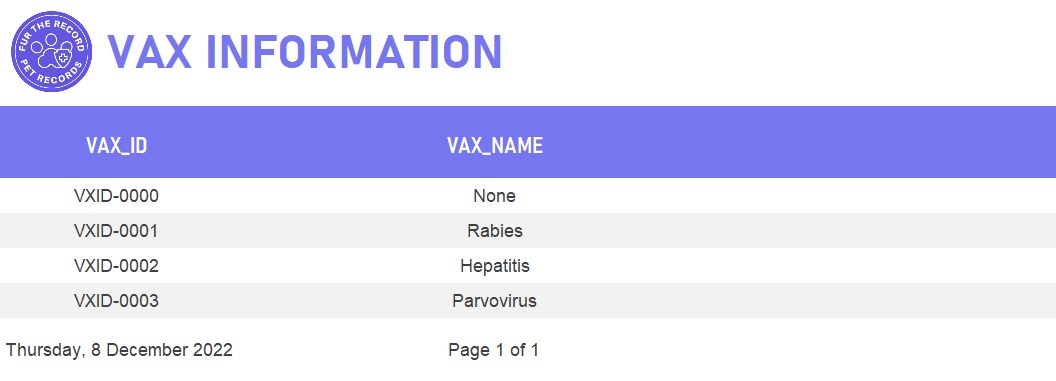 FUR THE RECORD
PET RECORDS
VAX INFORMATION
VAX_ID VAX_NAME
VXID-0000 None
VXID-0001 Rabies
VXID-0002 Hepatitis
VXID-0003 Parvovirus
Thursday, 8 December 2022 Page 1 of 1